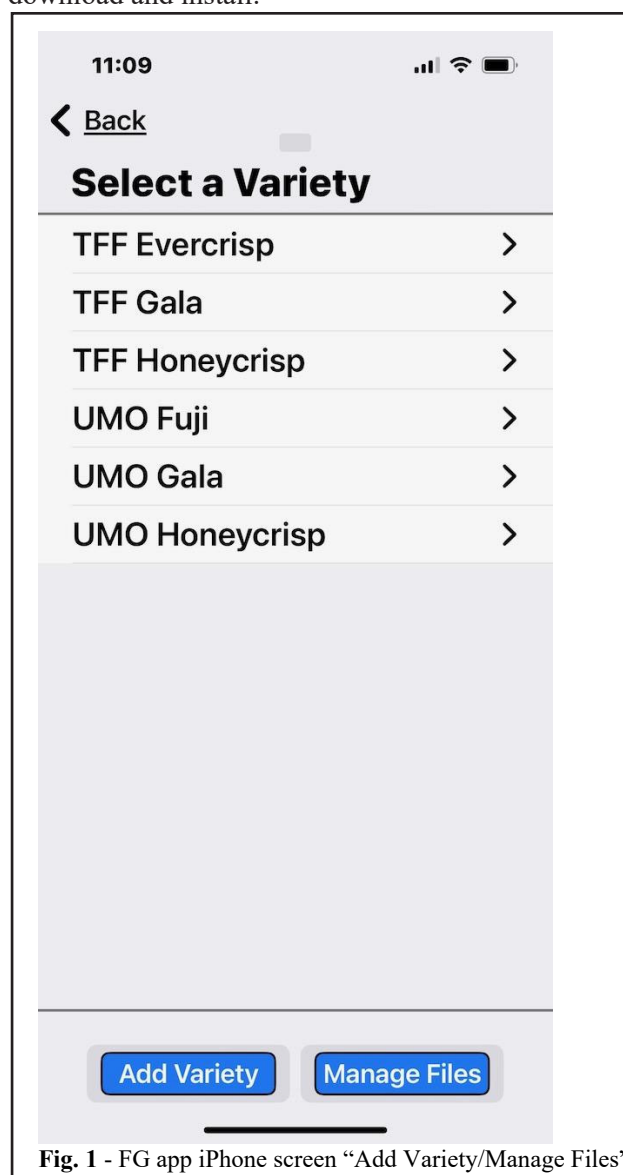 download and install.
11:09
Back
Select a Variety
TFF Evercrisp
TFF Gala
TFF Honeycrisp
UMO Fuji
UMO Gala
UMO Honeycrisp
Add Variety
Manage Files
Fig. 1 - FG app iPhone screen “Add Variety/Manage Files”